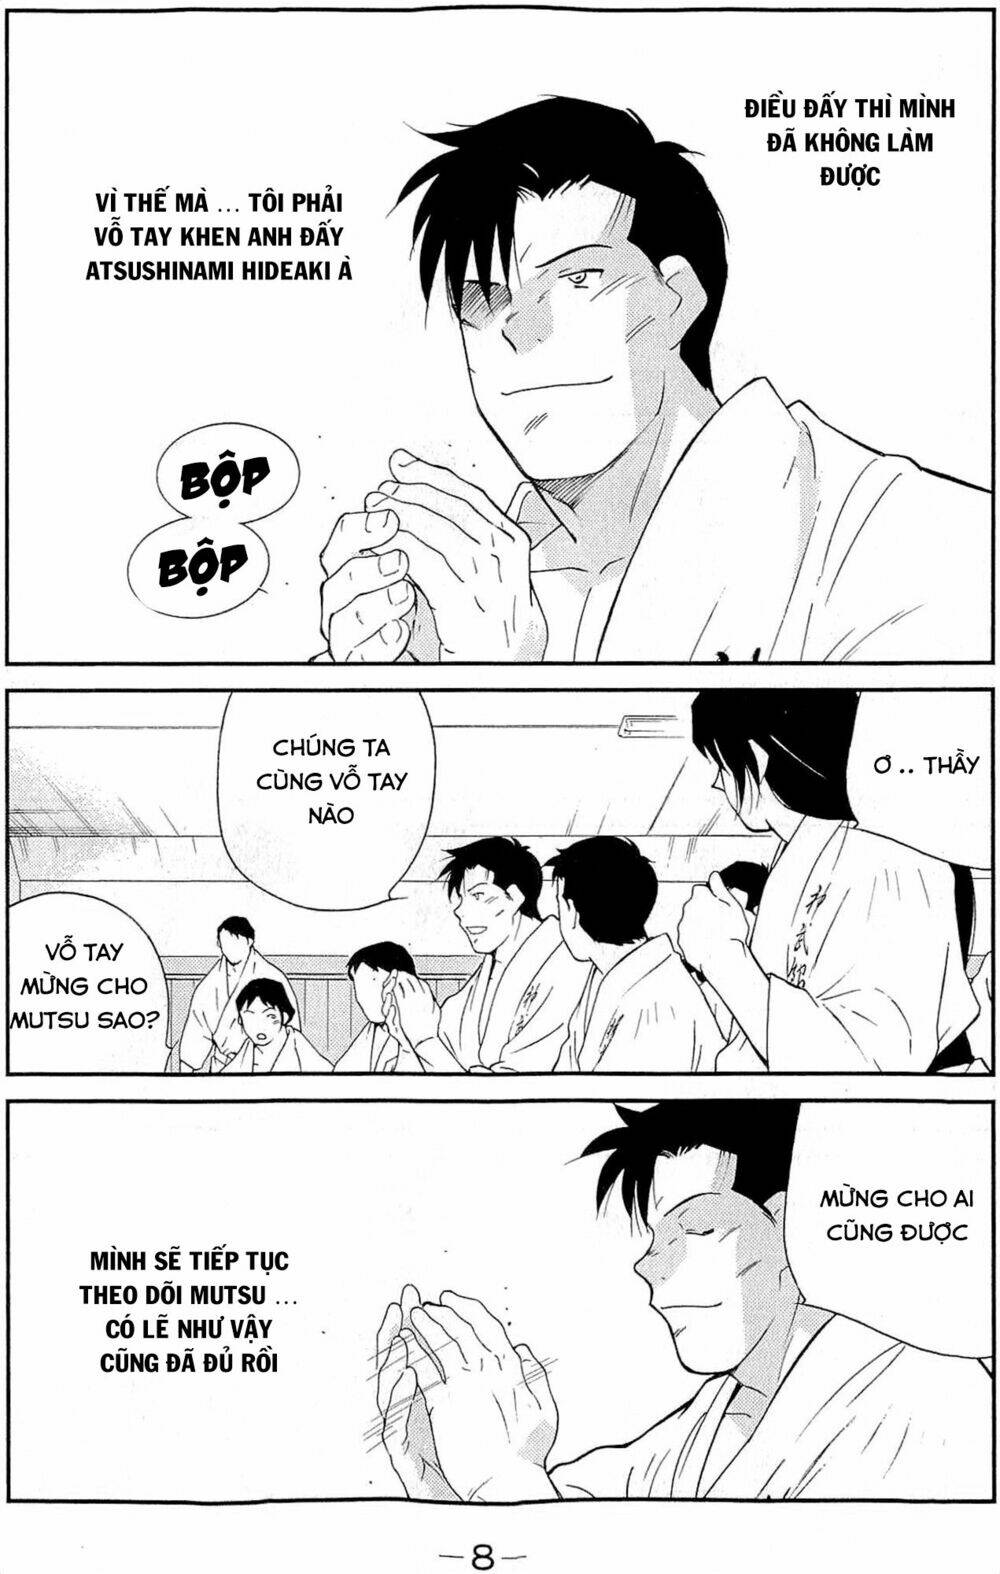 ĐIỀU ĐẤY THÌ MÌNH
ĐÃ KHÔNG LÀM
ĐƯỢC
VÌ THẾ MÀ ... TÔI PHẢI
VỖ TAY KHEN ANH ĐẤY
ATSUSHINAMI HIDEAKI À
BỘP
BỘP
Ơ .. THẦY
CHÚNG TA
CÙNG VỖ TAY
NÀO
VỖ TAY
MỪNG CHO
MUTSU SAO?
MỪNG CHO AI
CŨNG ĐƯỢC
MÌNH SẼ TIẾP TỤC
THEO DÕI MUTSU ...
CÓ LẼ NHƯ VẬY
CŨNG ĐÃ ĐỦ RỒI
-8-